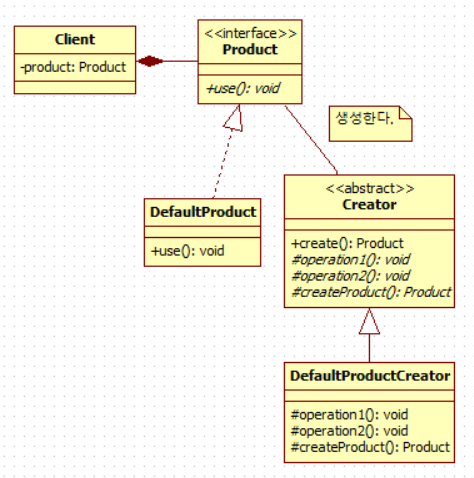 Client
-product: Product
<<interface>>
Product
+use(): void
생성한다.
DefaultProduct
+use(): void
<<abstract>>
Creator
+create(): Product
#operation1(): void
#operation2(): void
#createProduct(): Product
DefaultProductCreator
#operation1(): void
#operation2(): void
#createProduct(): Product